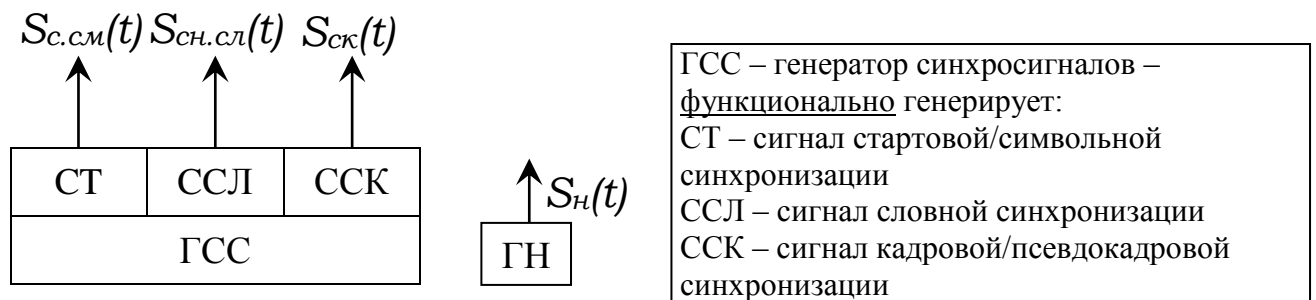 Sс.см(t) Sсн.сл(t) Sск(t)
СТ ССЛ ССК
ГСС
Sн(t)
ГН
ГСС – генератор синхросигналов –
функционально генерирует:
СТ – сигнал стартовой/символьной
синхронизации
ССЛ – сигнал словной синхронизации
ССК – сигнал кадровой/псевдокадровой
синхронизации